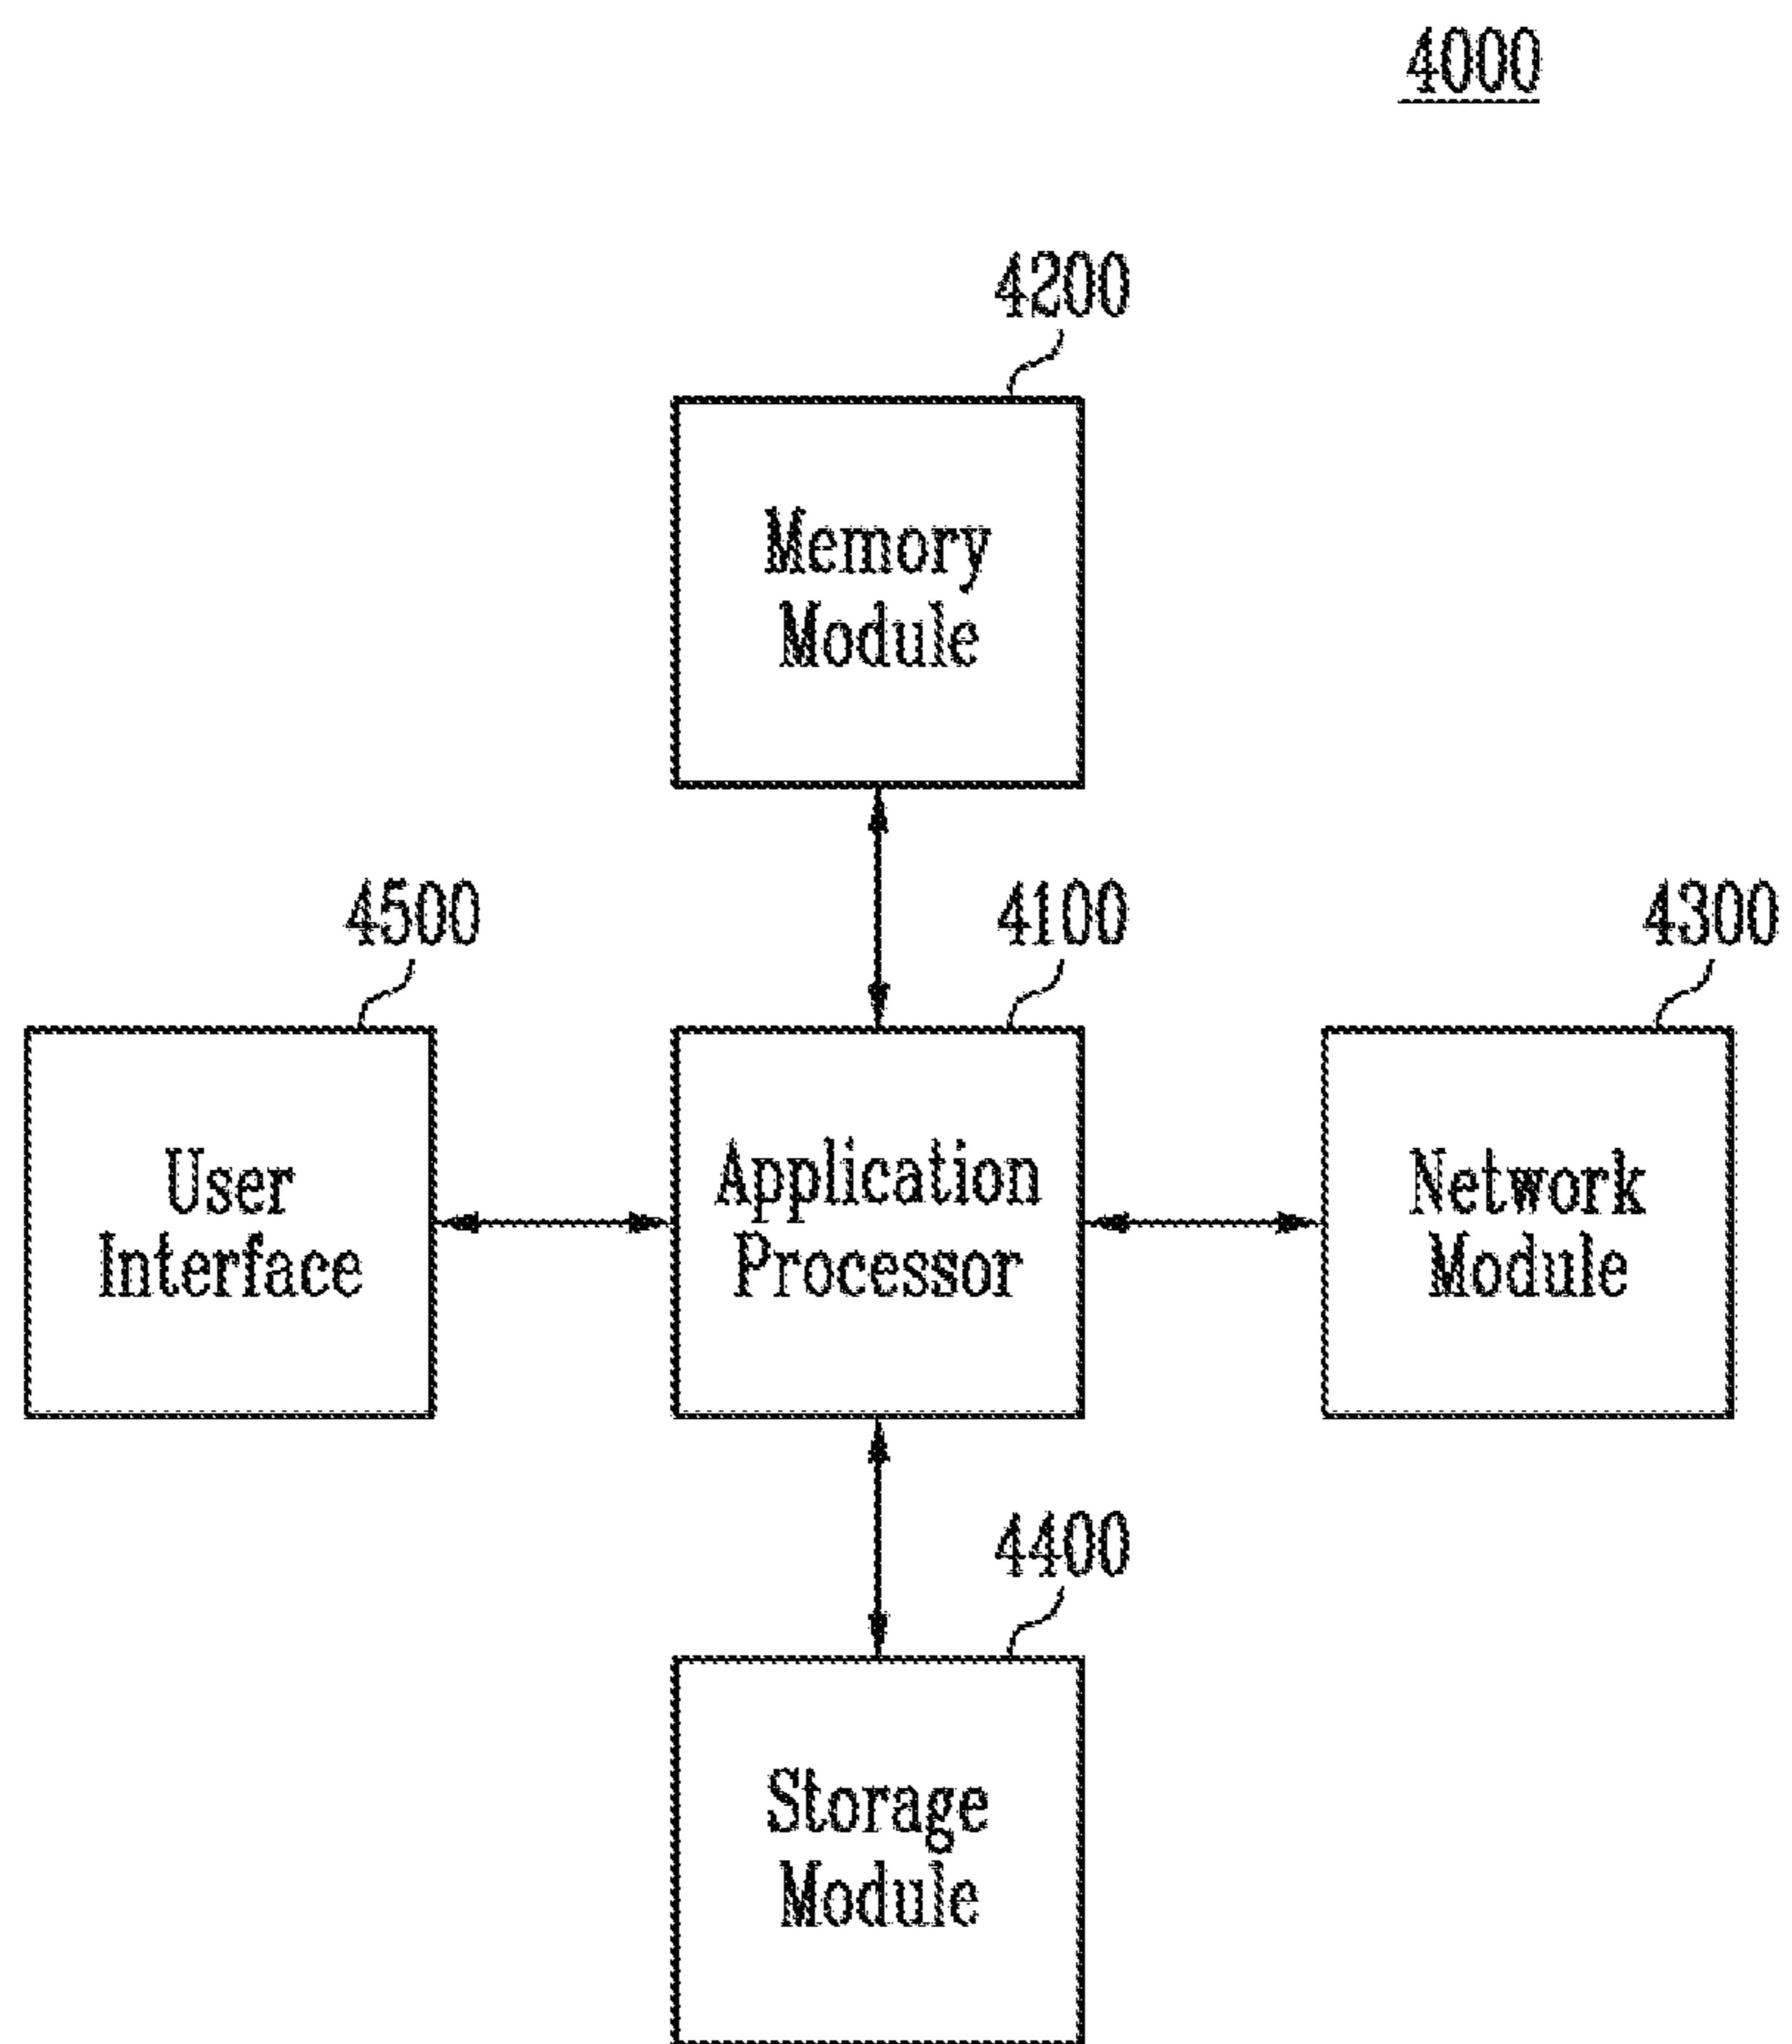 4000
4200
Memory
Module
4500
4100
4300
User
Interface
Application
Processor
Network
Module
4400
Storage
Module